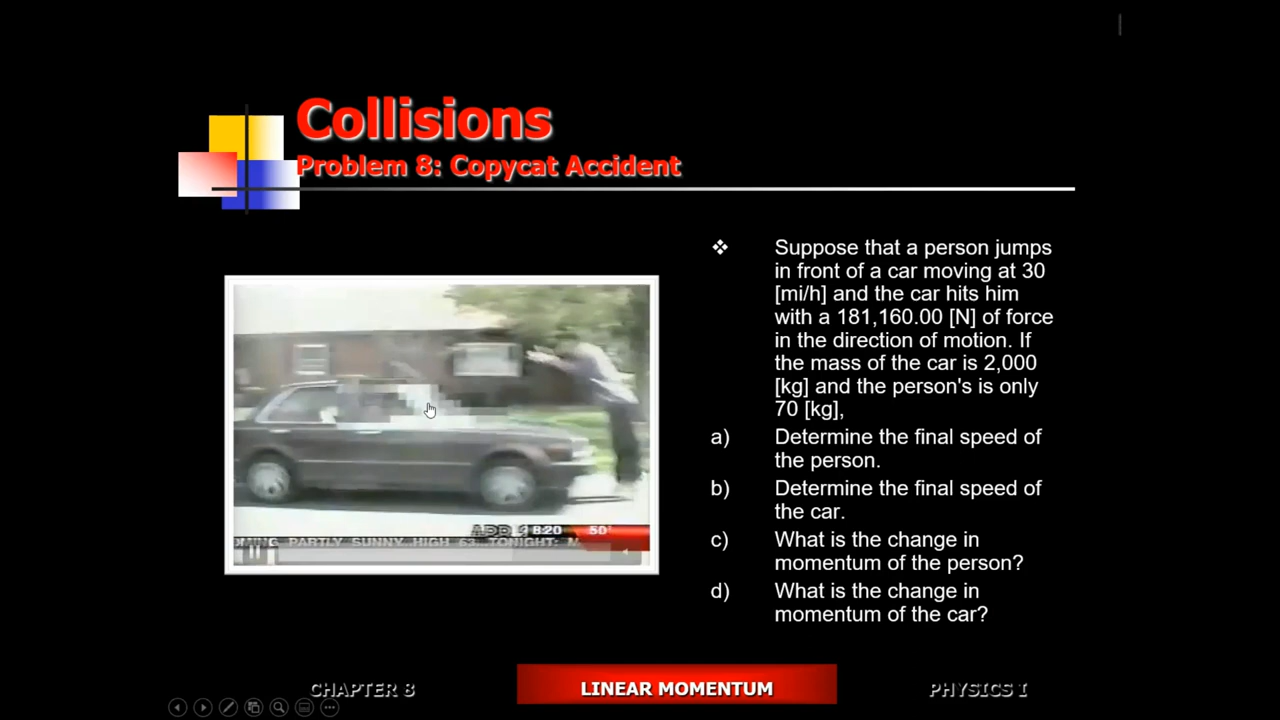 Collisions
Problem 8: Copycat Accident
❖ Suppose that a person jumps
in front of a car moving at 30
[mi/h] and the car hits him
with a 181,160.00 [N] of force
in the direction of motion. If
the mass of the car is 2,000
[kg] and the person's is only
70 [kg],
a) Determine the final speed of
the person.
b) Determine the final speed of
the car.
c) What is the change in
momentum of the person?
d) What is the change in
momentum of the car?
8:20 50°
PARTLY SUNNY...HIGH 63...TONIGHT: M
CHAPTER 8 LINEAR MOMENTUM PHYSICS I